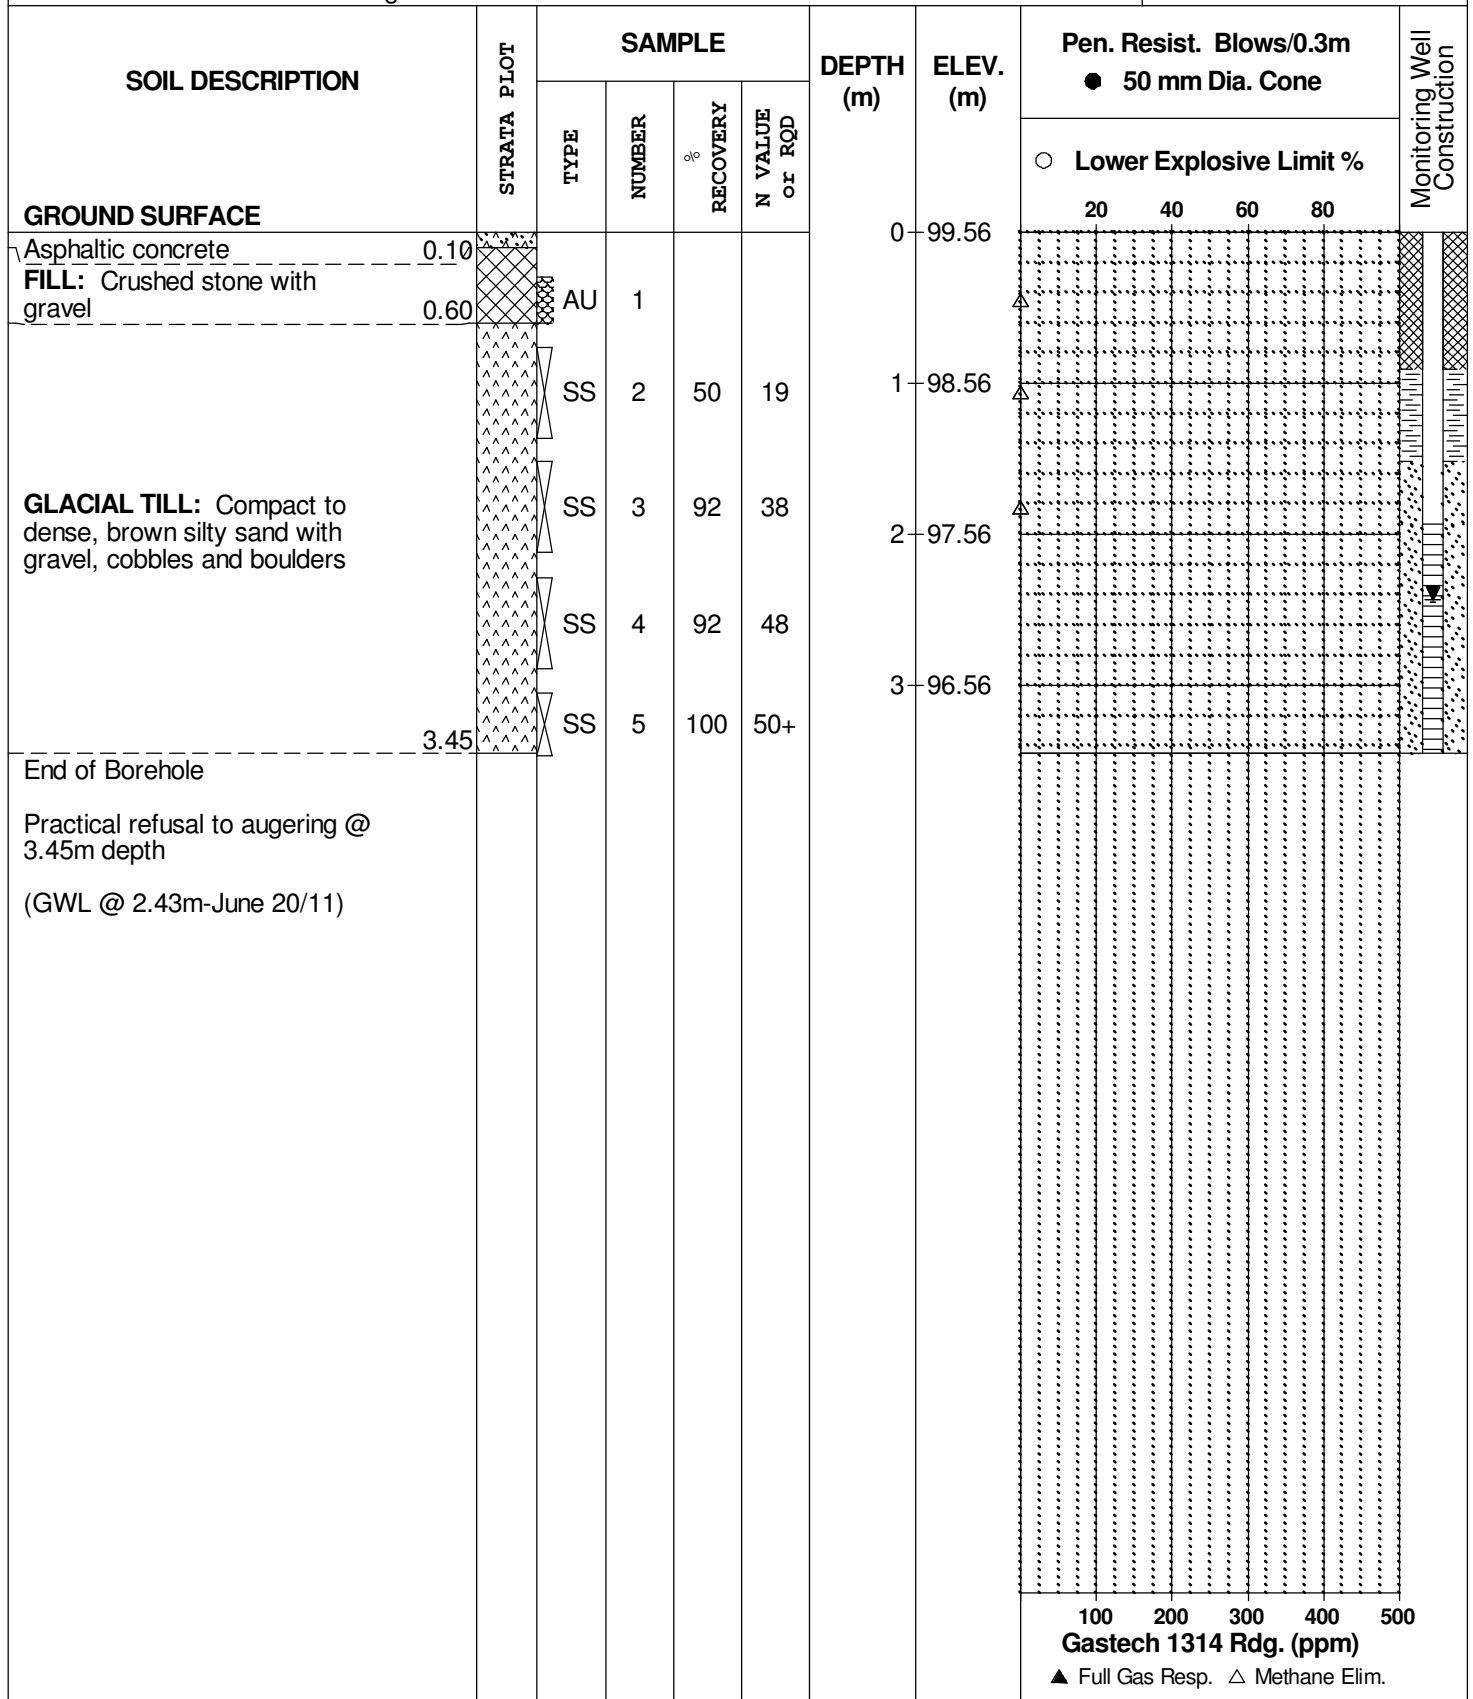 SOIL DESCRIPTION
GROUND SURFACE
STRATA PLOT
SAMPLE
TYPE
NUMBER
% RECOVERY
N VALUE or RQD
DEPTH (m)
ELEV. (m)
Pen. Resist. Blows/0.3m
● 50 mm Dia. Cone
○ Lower Explosive Limit %
20 40 60 80
Monitoring Well Construction
0 99.56
Asphaltic concrete 0.10
FILL: Crushed stone with
gravel 0.60
AU 1
SS 2 50 19
1 98.56
GLACIAL TILL: Compact to
dense, brown silty sand with
gravel, cobbles and boulders
SS 3 92 38
2 97.56
SS 4 92 48
3 96.56
SS 5 100 50+
3.45
End of Borehole
Practical refusal to augering @
3.45m depth
(GWL @ 2.43m-June 20/11)
100 200 300 400 500
Gastech 1314 Rdg. (ppm)
▲ Full Gas Resp. △ Methane Elim.